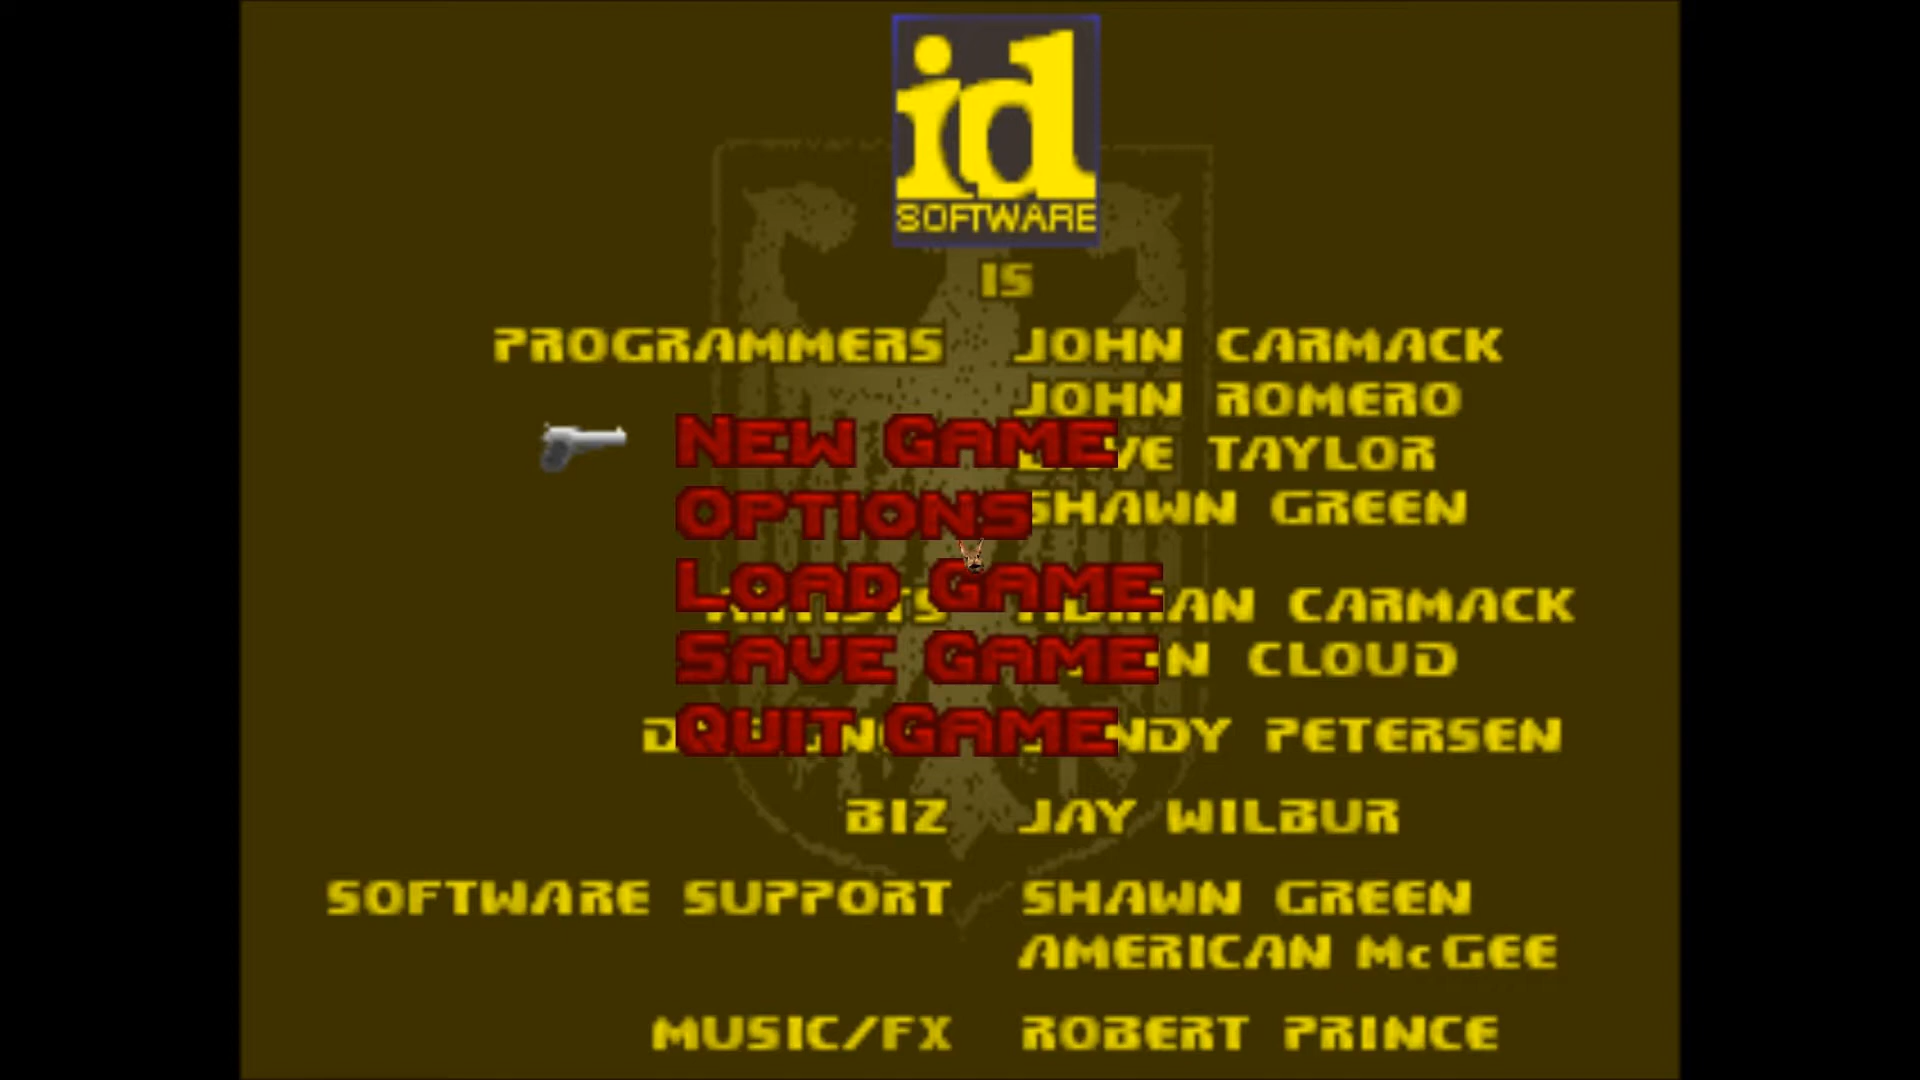 id
SOFTWARE
IS
PROGRAMMERS JOHN CARMACK
JOHN ROMERO
NEW GAME TAYLOR
OPTIONS SHAWN GREEN
LOAD GAME CARMACK
SAVE GAME CLOUD
QUIT GAME PETERSEN
BIZ JAY WILBUR
SOFTWARE SUPPORT SHAWN GREEN
AMERICAN McGEE
MUSIC/FX ROBERT PRINCE